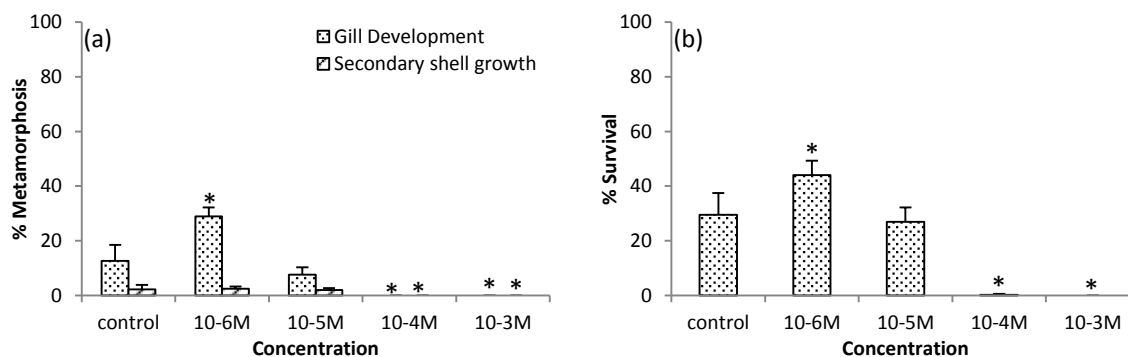 (a)
Gill Development
Secondary shell growth
% Metamorphosis
100
80
60
40
20
0
*
* *
* *
control 10-6M 10-5M 10-4M 10-3M
Concentration
(b)
% Survival
100
80
60
40
20
0
*
*
*
control 10-6M 10-5M 10-4M 10-3M
Concentration